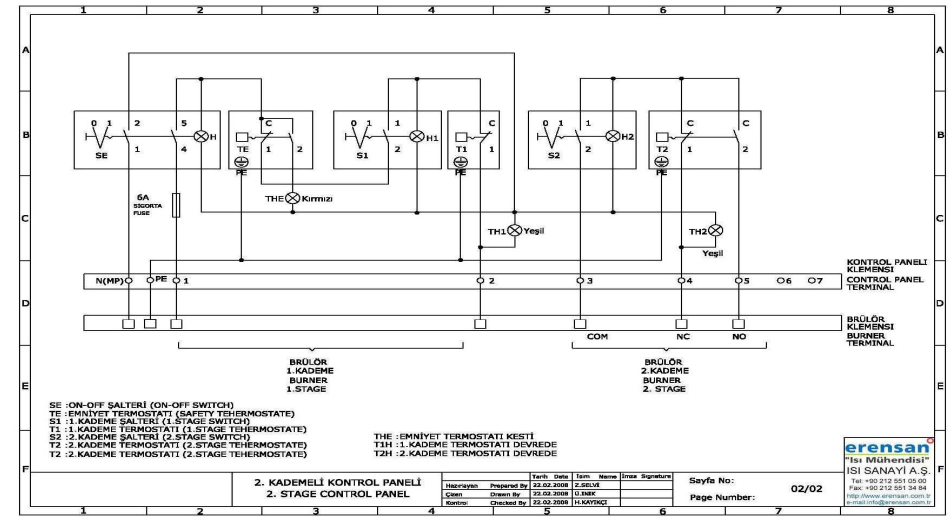 1 2 3 4 5 6 7 8
A A
B B
C C
D D
E E
F F
0 1 2 5 C 0 1 1 C 0 1 1 C C
H TE H1 T1 H2 T2
SE 1 4 1 2 S1 2 1 S2 2 1 2
PE PE PE
6A
SİGORTA
FUSE
THE Kırmızı
TH1 Yeşil
TH2
Yeşil
KONTROL PANELİ
KLEMENSI
CONTROL PANEL
TERMINAL
N(MP) PE 1 2 3 4 5 6 7
BRÜLÖR
KLEMENSI
BURNER
TERMINAL
COM NC NO
BRÜLÖR
1.KADEME
BURNER
1.STAGE
BRÜLÖR
2.KADEME
BURNER
2. STAGE
SE :ON-OFF ŞALTERİ (ON-OFF SWITCH)
TE :EMNİYET TERMOSTATI (SAFETY TEHERMOSTATE)
S1 :1.KADEME ŞALTERİ (1.STAGE SWITCH)
T1 :1.KADEME TERMOSTATI (1.STAGE TEHERMOSTATE)
S2 :2.KADEME ŞALTERİ (2.STAGE SWITCH)
T2 :2.KADEME TERMOSTATI (2.STAGE TEHERMOSTATE)
T2 :2.KADEME TERMOSTATI (2.STAGE TEHERMOSTATE)
THE :EMNİYET TERMOSTATI KESTİ
T1H :1.KADEME TERMOSTATI DEVREDE
T2H :2.KADEME TERMOSTATI DEVREDE
2. KADEMELİ KONTROL PANELİ
2. STAGE CONTROL PANEL
Tarih Date İsim Name İmza Signature
Hazırlayan Prepared By 22.02.2008 Z.SELVİ
Çizen Drawn By 22.02.2008 Ü.INIK
Kontrol Checked By 22.02.2008 H.KAYIKÇI
Sayfa No:
Page Number:
02/02
erensan
"Isı Mühendisi"
ISI SANAYİ A.Ş.
Tel: +90 212 551 05 00
Fax: +90 212 551 34 84
http://www.erensan.com.tr
e-mail:info@erensan.com.tr
1 2 3 4 5 6 7 8